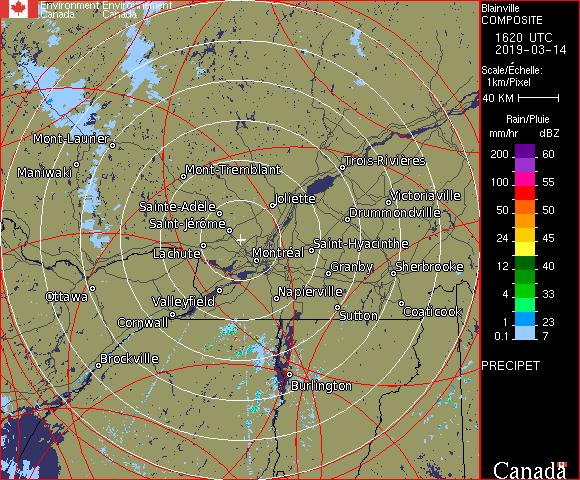 Environment Environnement
Canada Canada
Blainville
COMPOSITE
1620 UTC
2019-03-14
Scale/Échelle:
1km/Pixel
40 KM
Rain/Pluie
mm/hr dBZ
200 60
100 55
50 50
24 45
12 40
4 33
1 23
0.1 7
PRECIPET
Mont-Laurier
Maniwaki
Mont-Tremblant
Trois-Rivières
Sainte-Adèle
Joliette
Victoriaville
Drummondville
Saint-Jérôme
Lachute
Montréal
Saint-Hyacinthe
Granby
Sherbrooke
Ottawa
Valleyfield
Napierville
Cornwall
Sutton
Coaticook
Brockville
Burlington
Canada